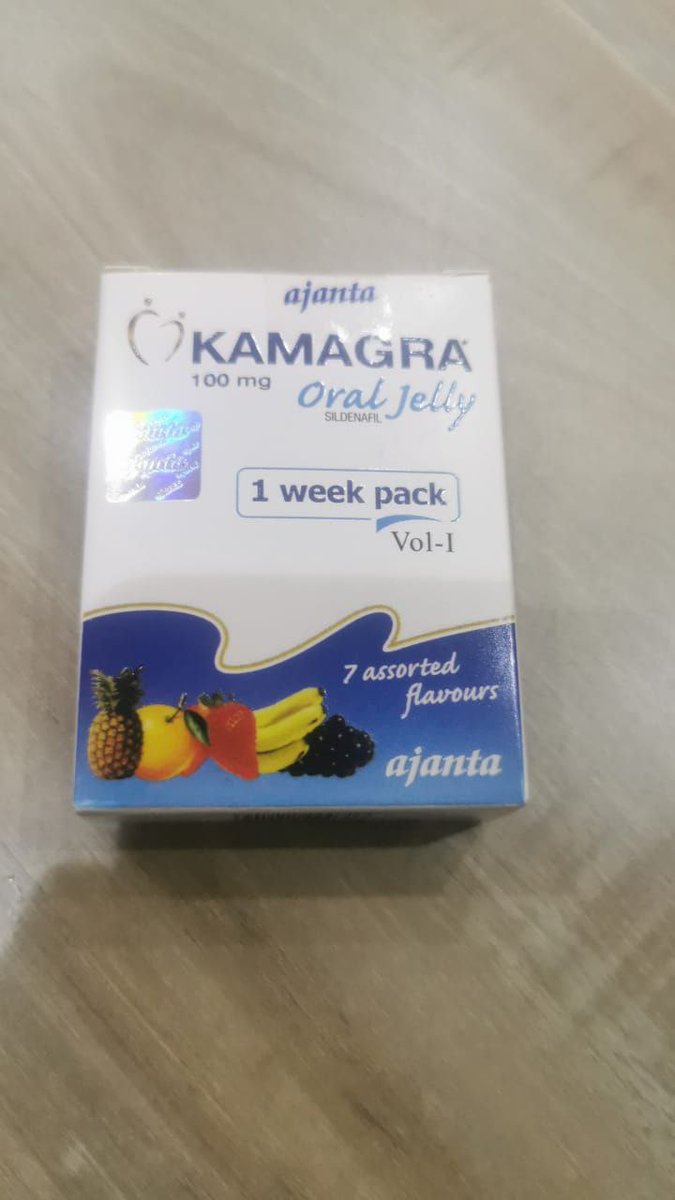 ajanta
KAMAGRA
100 mg
Oral Jelly
SILDENAFIL
1 week pack
Vol-I
7 assorted
flavours
ajanta